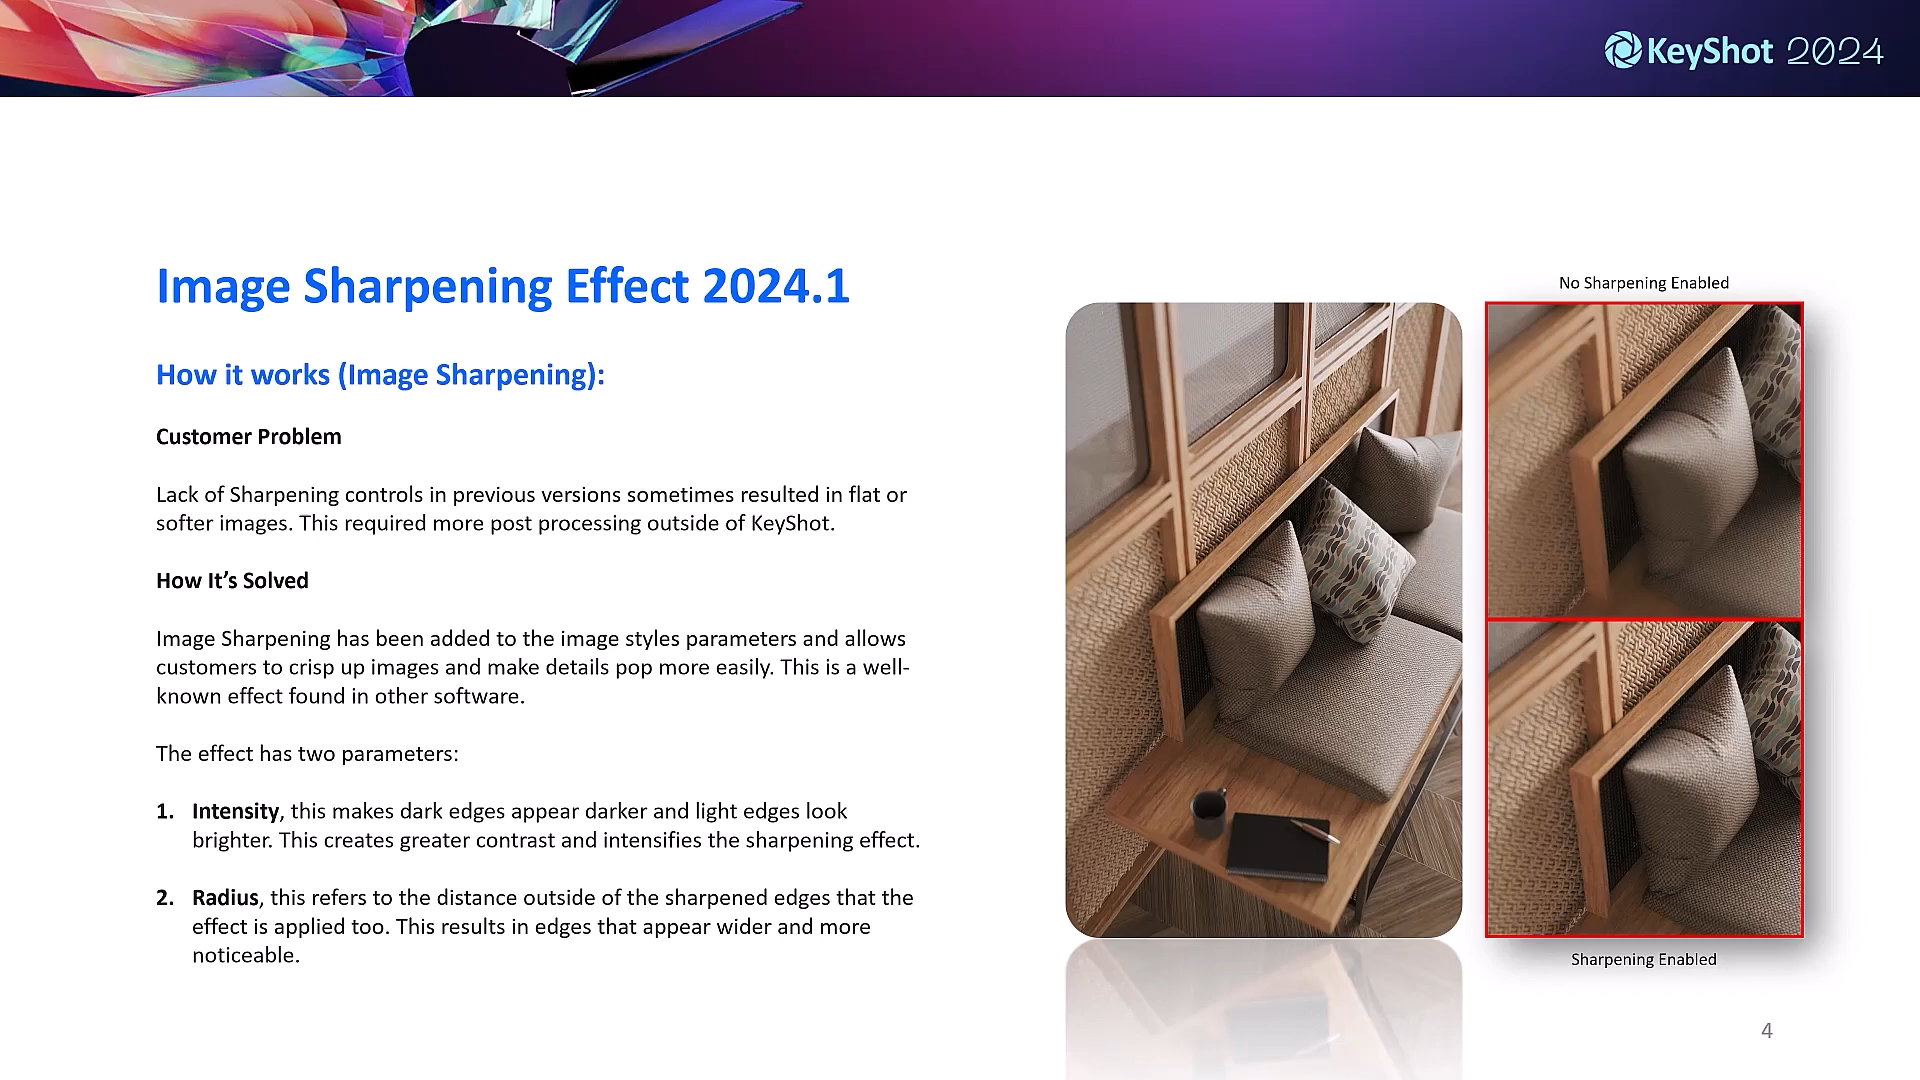 KeyShot 2024
Image Sharpening Effect 2024.1
How it works (Image Sharpening):
Customer Problem
Lack of Sharpening controls in previous versions sometimes resulted in flat or
softer images. This required more post processing outside of KeyShot.
How It’s Solved
Image Sharpening has been added to the image styles parameters and allows
customers to crisp up images and make details pop more easily. This is a well-
known effect found in other software.
The effect has two parameters:
1. Intensity, this makes dark edges appear darker and light edges look
brighter. This creates greater contrast and intensifies the sharpening effect.
2. Radius, this refers to the distance outside of the sharpened edges that the
effect is applied too. This results in edges that appear wider and more
noticeable.
No Sharpening Enabled
Sharpening Enabled
4